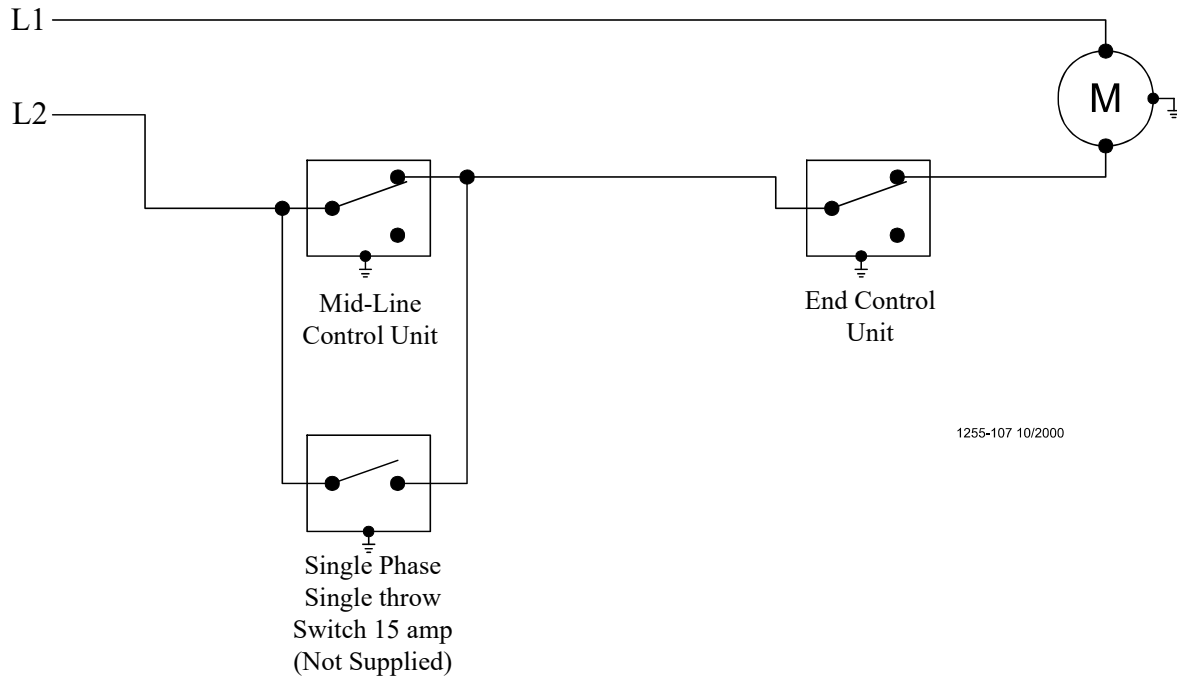 L1
L2
M
Mid-Line
Control Unit
End Control
Unit
1255-107 10/2000
Single Phase
Single throw
Switch 15 amp
(Not Supplied)